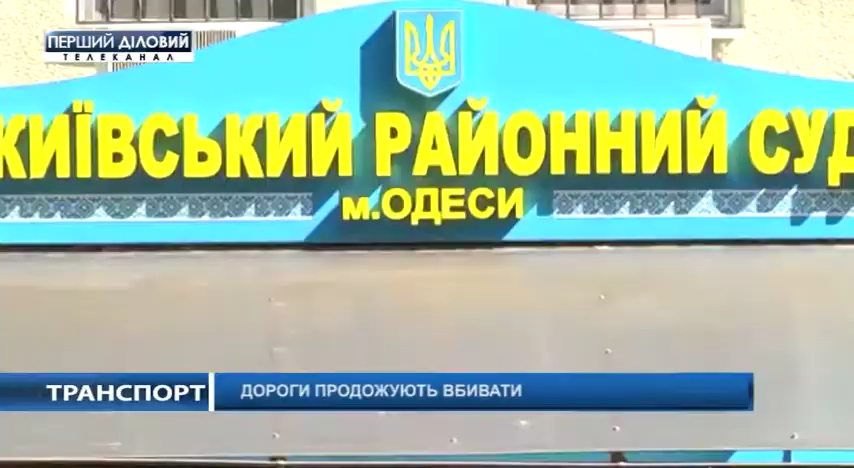 ПЕРШИЙ ДІЛОВИЙ
ТЕЛЕКАНАЛ
КИЇВСЬКИЙ РАЙОННИЙ СУД
м.ОДЕСИ
ТРАНСПОРТ
ДОРОГИ ПРОДОЖУЮТЬ ВБИВАТИ